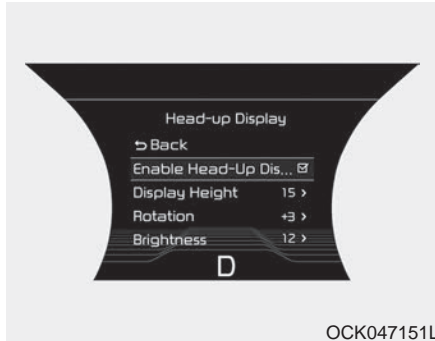 Head-up Display
⮌ Back
Enable Head-Up Dis... ☑
Display Height 15 >
Rotation +3 >
Brightness 12 >
D
OCK047151L